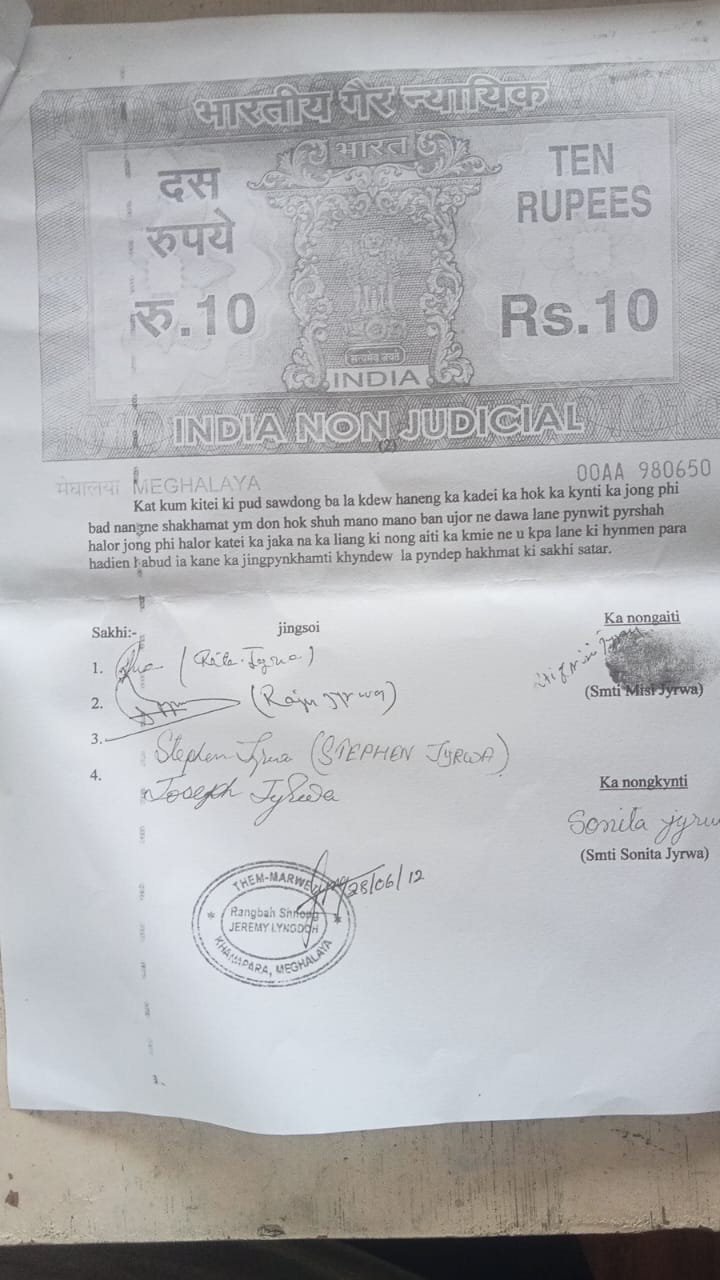 भारतीय गैर न्यायिक
भारत
दस
रुपये
रु.10
TEN
RUPEES
Rs.10
सत्यमेव जयते
INDIA
INDIA NON JUDICIAL
(2)
मेघालया MEGHALAYA
00AA 980650
Kat kum kitei ki pud sawdong ba la kdew haneng ka kadei ka hok ka kynti ka jong phi
bad nangne shakhamat ym don hok shuh mano mano ban ujor ne dawa lane pynwit pyrshah
halor jong phi halor katei ka jaka na ka liang ki nong aiti ka kmie ne u kpa lane ki hynmen para
hadien habud ia kane ka jingpynkhamti khyndew la pyndep hakhmat ki sakhi satar.
Sakhi:- jingsoi
Ka nongaiti
1. (Rita Jyrwa)
(Smti Misi Jyrwa)
2. (Raju Jyrwa)
3. Stephen Jyrwa (STEPHEN JYRWA)
4. Joseph Jyrwa
Ka nongkynti
Sonita jyrw
(Smti Sonita Jyrwa)
28/06/12
THEM-MARWET
Rangbah Shnong
JEREMY LYNGDOH
KHANAPARA, MEGHALAYA